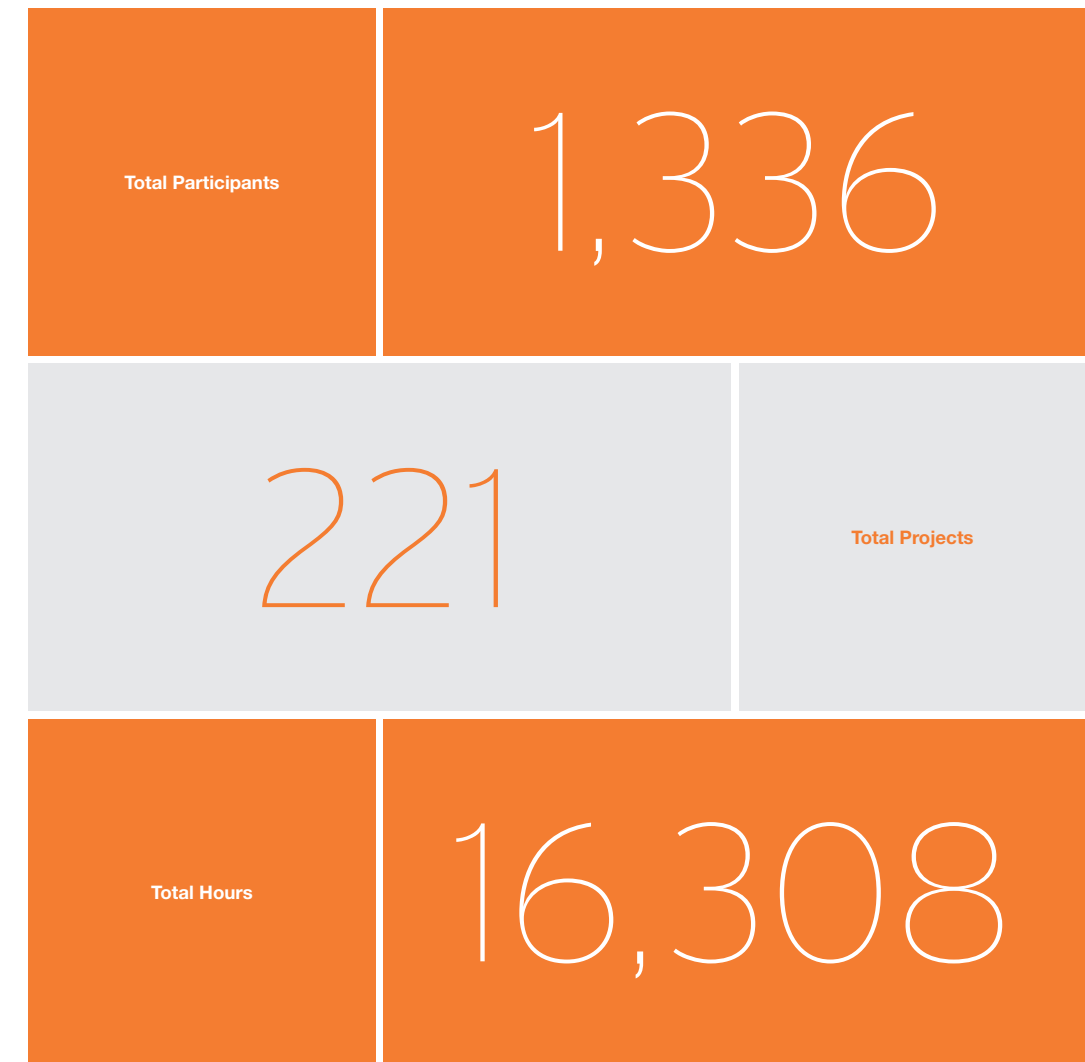 Total Participants
1,336
221
Total Projects
Total Hours
16,308